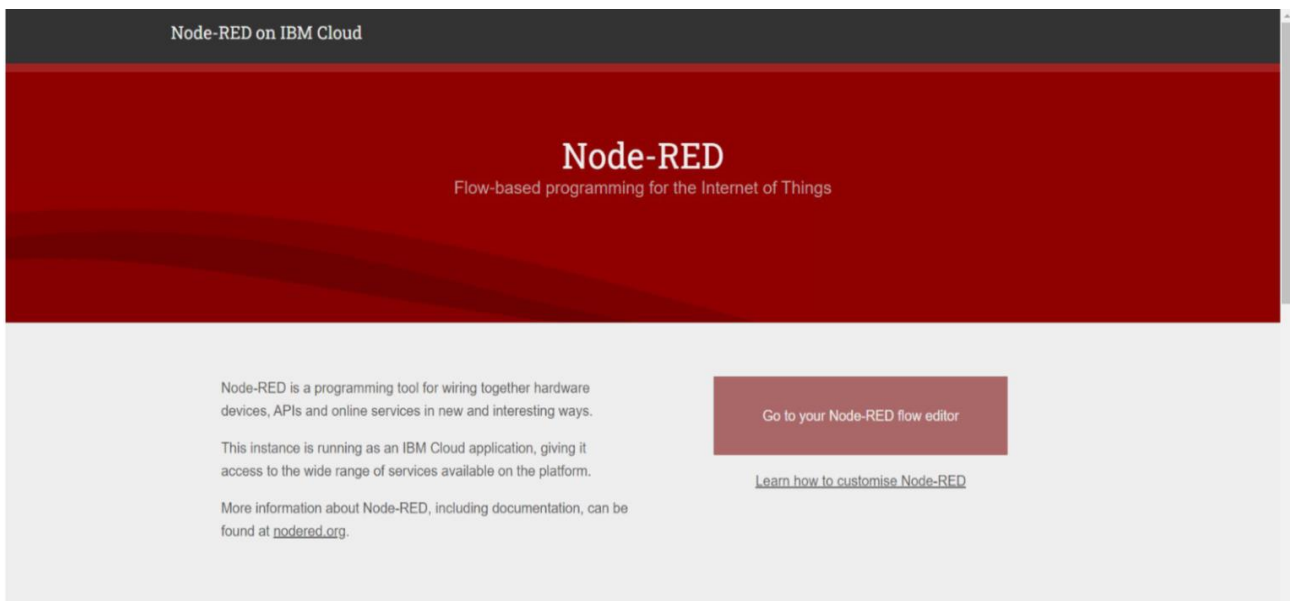 Node-RED on IBM Cloud
Node-RED
Flow-based programming for the Internet of Things
Node-RED is a programming tool for wiring together hardware
devices, APIs and online services in new and interesting ways.
This instance is running as an IBM Cloud application, giving it
access to the wide range of services available on the platform.
More information about Node-RED, including documentation, can be
found at nodered.org.
Go to your Node-RED flow editor
Learn how to customise Node-RED